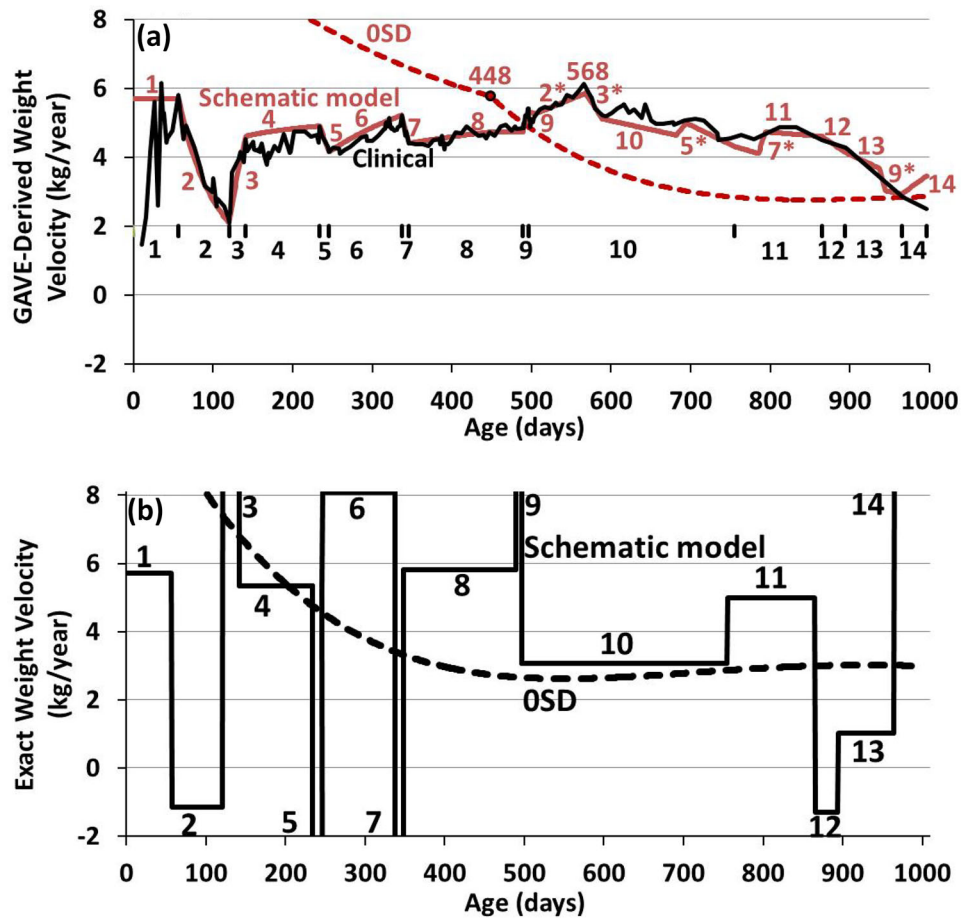 (a)
GAVE-Derived Weight
Velocity (kg/year)
8
6
4
2
0
-2
0SD
448
568
Schematic model
Clinical
1
2
3
4
5
6
7
8
9
2*
3*
10
5*
7*
11
12
13
9*
14
1 2 3 4 5 6 7 8 9 10 11 12 13 14
0 100 200 300 400 500 600 700 800 900 1000
Age (days)
(b)
Exact Weight Velocity
(kg/year)
8
6
4
2
0
-2
1
2
3
4
5
6
7
8
9
Schematic model
10
0SD
11
12
13
14
0 100 200 300 400 500 600 700 800 900 1000
Age (days)